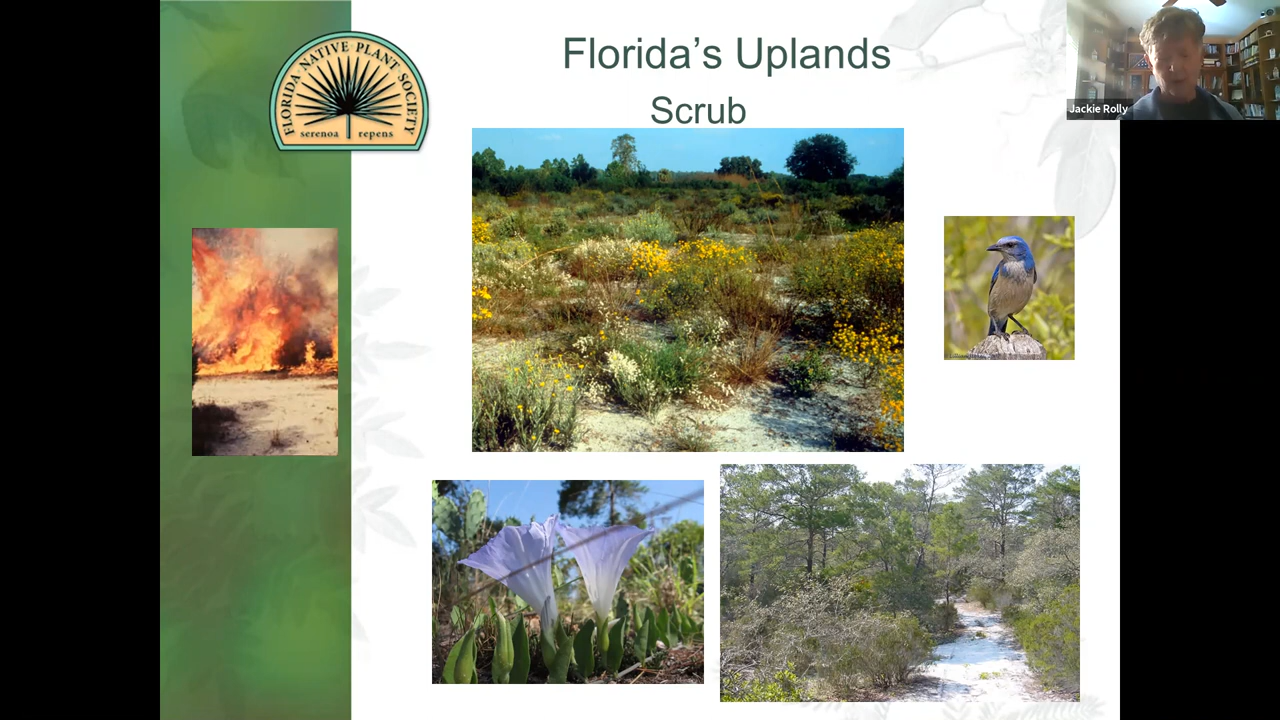 FLORIDA NATIVE PLANT SOCIETY
serenoa repens
Florida's Uplands
Scrub
Jackie Rolly